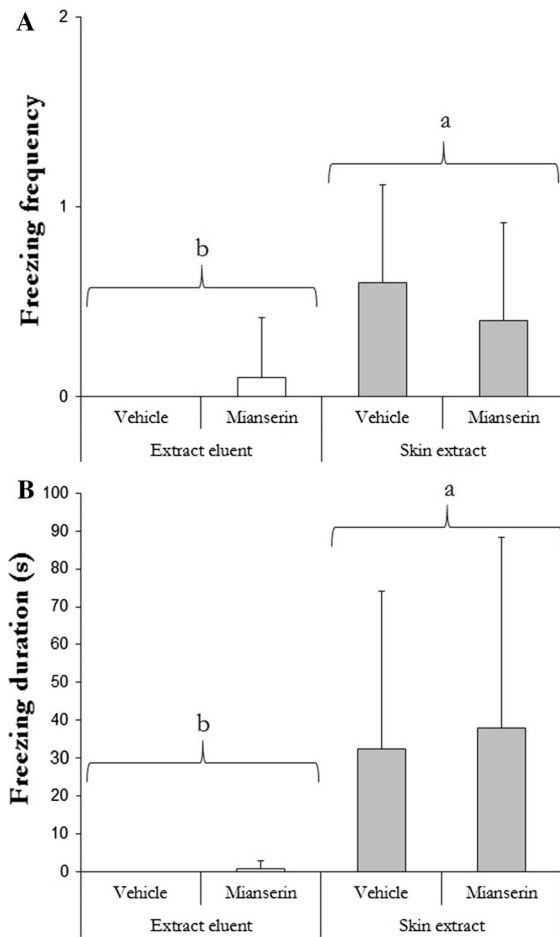 A
2
a
1
b
Freezing frequency
0
Vehicle Mianserin Vehicle Mianserin
Extract eluent Skin extract
B
100
a
90
80
70
60
50
b
40
30
20
10
0
Freezing duration (s)
Vehicle Mianserin Vehicle Mianserin
Extract eluent Skin extract